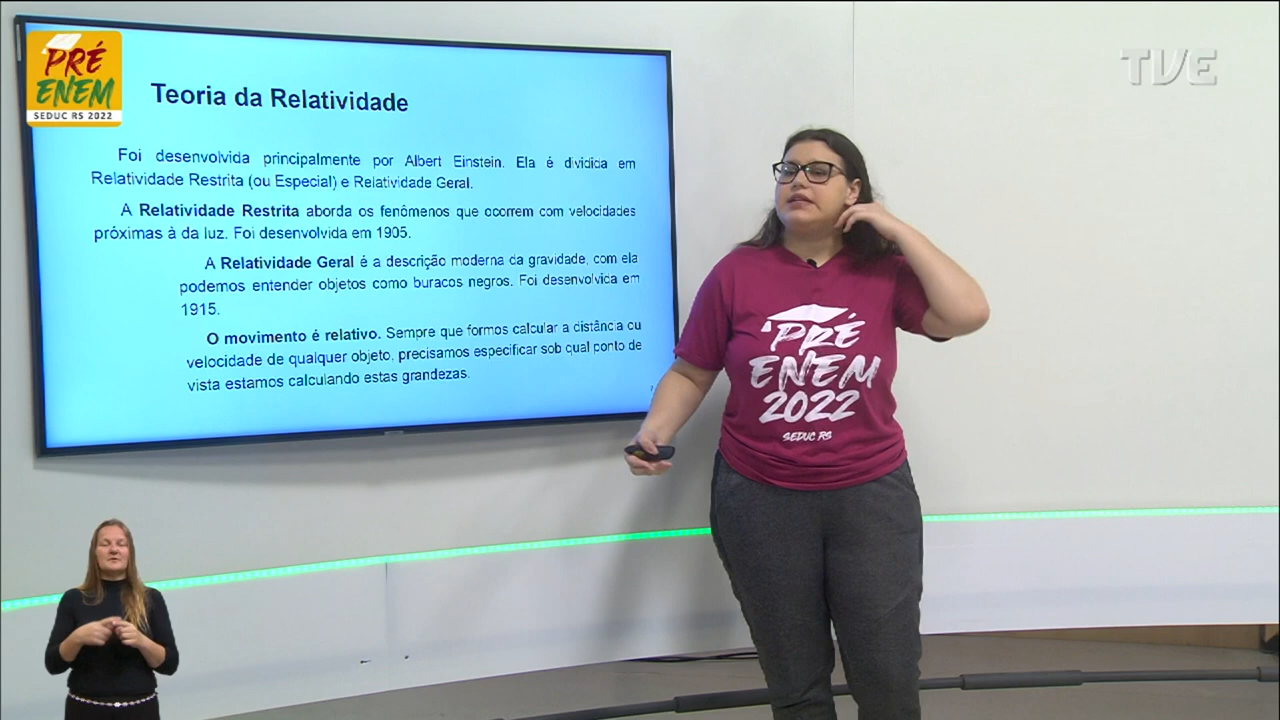 PRÉ
ENEM
SEDUC RS 2022
TVE
Teoria da Relatividade
Foi desenvolvida principalmente por Albert Einstein. Ela é dividida em
Relatividade Restrita (ou Especial) e Relatividade Geral.
A Relatividade Restrita aborda os fenômenos que ocorrem com velocidades
próximas à da luz. Foi desenvolvida em 1905.
A Relatividade Geral é a descrição moderna da gravidade, com ela
podemos entender objetos como buracos negros. Foi desenvolvida em
1915.
O movimento é relativo. Sempre que formos calcular a distância ou
velocidade de qualquer objeto, precisamos especificar sob qual ponto de
vista estamos calculando estas grandezas.
PRÉ
ENEM
2022
SEDUC RS